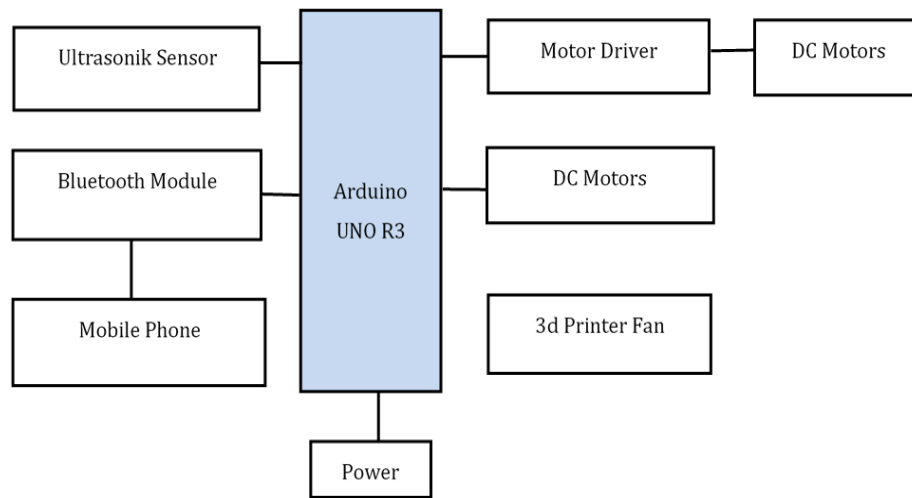 Ultrasonik Sensor
Motor Driver
DC Motors
Bluetooth Module
Arduino
UNO R3
DC Motors
Mobile Phone
3d Printer Fan
Power